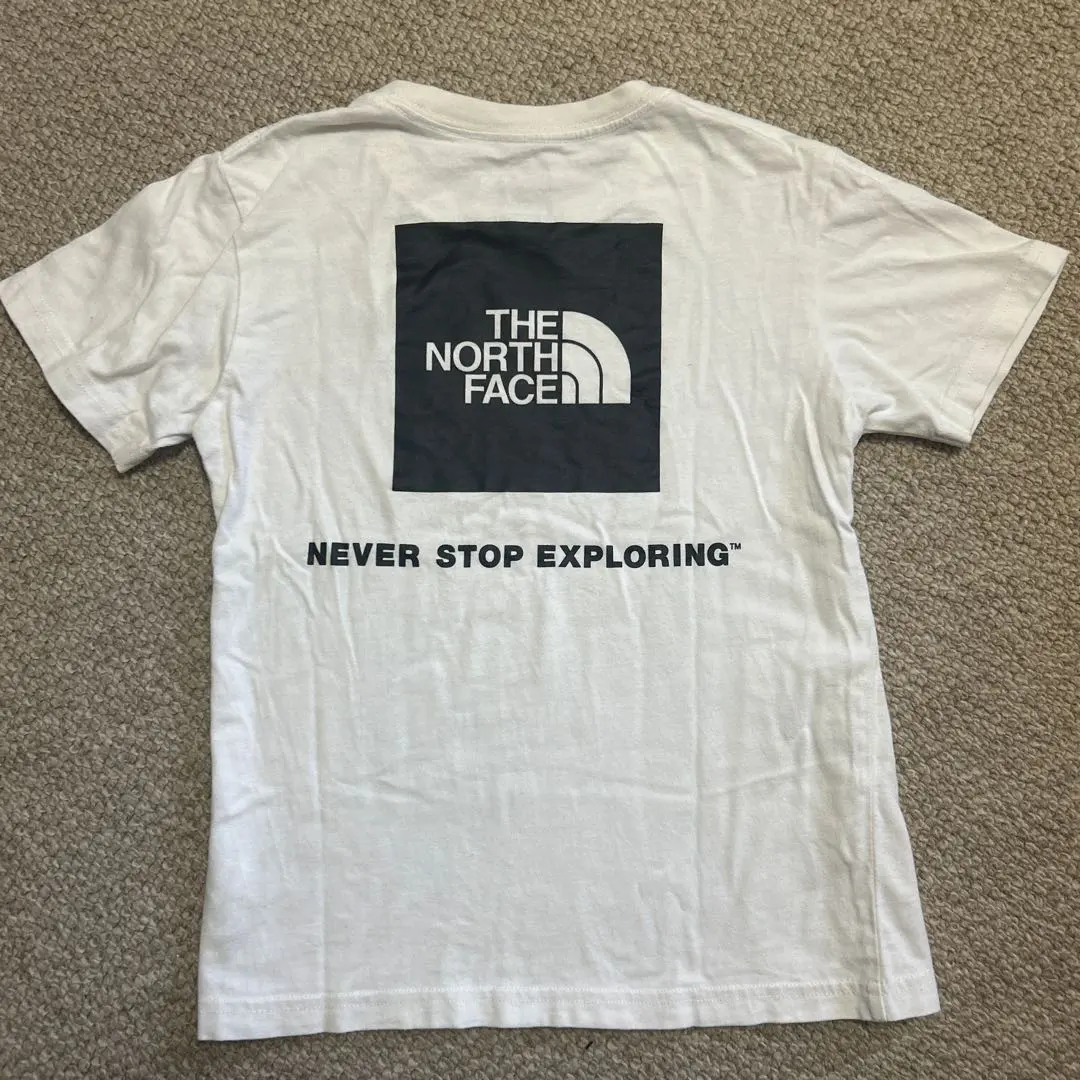 THE
NORTH
FACE
NEVER STOP EXPLORING™